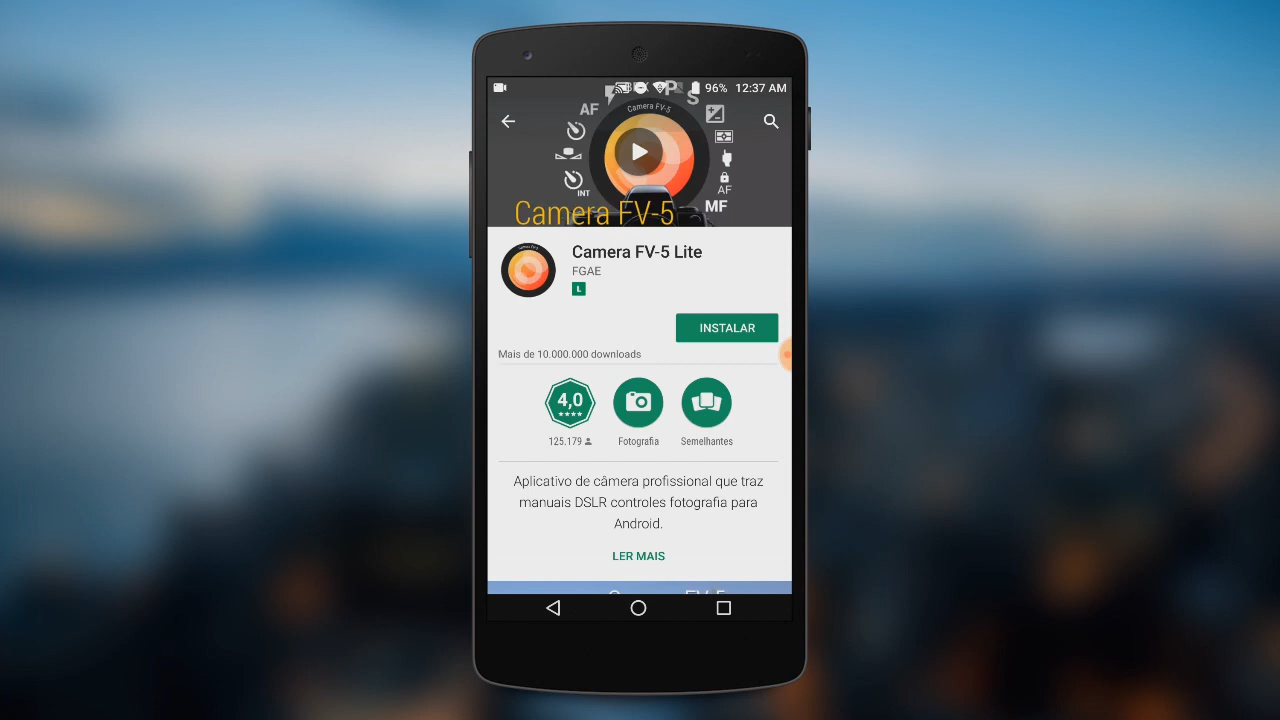 96% 12:37 AM
P
S
AF
Camera FV-5
INT
AF
MF
Camera FV-5
Camera FV-5 Lite
FGAE
L
INSTALAR
Mais de 10.000.000 downloads
4,0
125.179
Fotografia
Semelhantes
Aplicativo de câmera profissional que traz
manuais DSLR controles fotografia para
Android.
LER MAIS